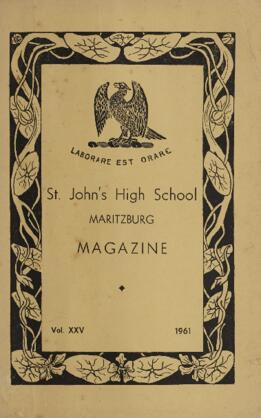 LABORARE EST ORARE
St. John's High School
MARITZBURG
MAGAZINE
Vol. XXV 1961